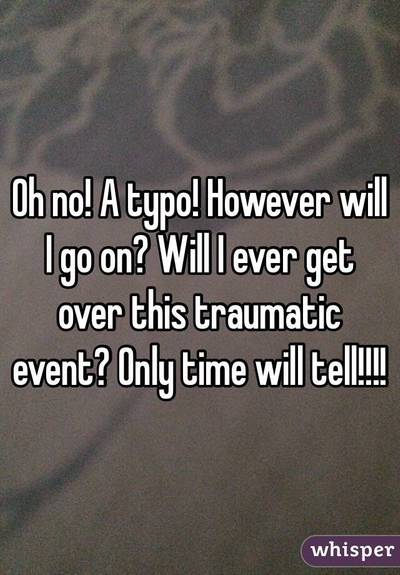 Oh no! A typo! However will
I go on? Will I ever get
over this traumatic
event? Only time will tell!!!!
whisper